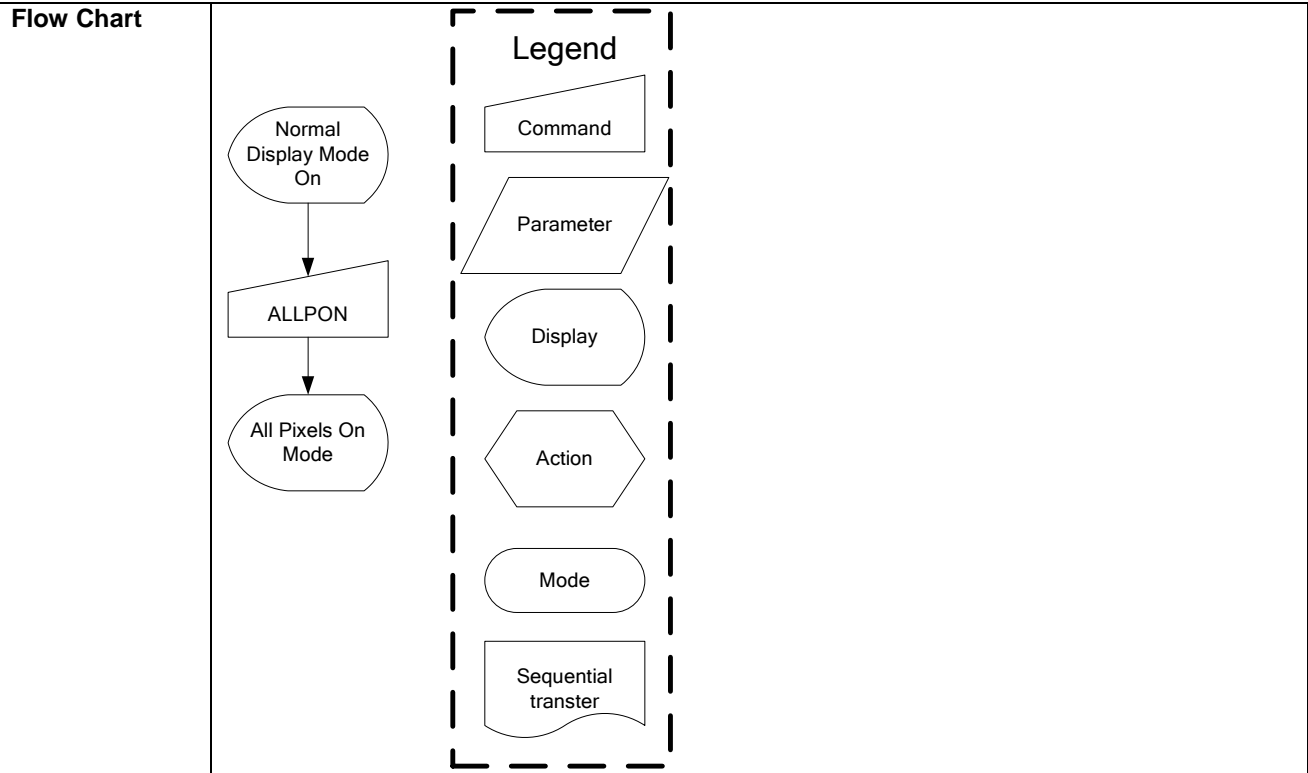 Flow Chart
Normal
Display Mode
On
ALLPON
All Pixels On
Mode
Legend
Command
Parameter
Display
Action
Mode
Sequential
transter